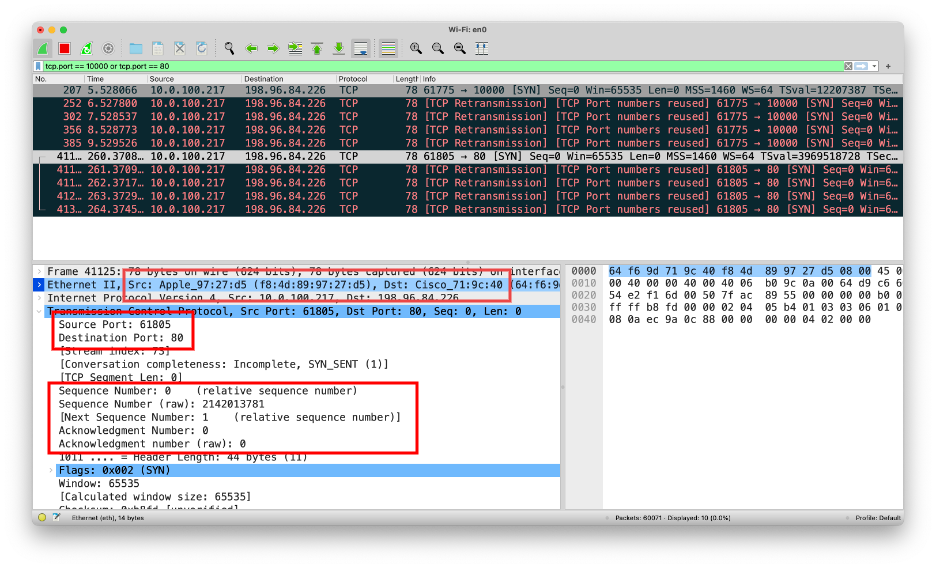 Wi-Fi: en0
tcp.port == 10000 or tcp.port == 80
No. Time Source Destination Protocol Length Info
207 5.528066 10.0.100.217 198.96.84.226 TCP 78 61775 → 10000 [SYN] Seq=0 Win=65535 Len=0 MSS=1460 WS=64 TSval=12207387 TSe…
252 6.527800 10.0.100.217 198.96.84.226 TCP 78 [TCP Retransmission] [TCP Port numbers reused] 61775 → 10000 [SYN] Seq=0 Wi…
302 7.528537 10.0.100.217 198.96.84.226 TCP 78 [TCP Retransmission] [TCP Port numbers reused] 61775 → 10000 [SYN] Seq=0 Wi…
356 8.528773 10.0.100.217 198.96.84.226 TCP 78 [TCP Retransmission] [TCP Port numbers reused] 61775 → 10000 [SYN] Seq=0 Wi…
385 9.529526 10.0.100.217 198.96.84.226 TCP 78 [TCP Retransmission] [TCP Port numbers reused] 61775 → 10000 [SYN] Seq=0 Wi…
411… 260.3708… 10.0.100.217 198.96.84.226 TCP 78 61805 → 80 [SYN] Seq=0 Win=65535 Len=0 MSS=1460 WS=64 TSval=3969518728 TSec…
411… 261.3709… 10.0.100.217 198.96.84.226 TCP 78 [TCP Retransmission] [TCP Port numbers reused] 61805 → 80 [SYN] Seq=0 Win=6…
411… 262.3717… 10.0.100.217 198.96.84.226 TCP 78 [TCP Retransmission] [TCP Port numbers reused] 61805 → 80 [SYN] Seq=0 Win=6…
412… 263.3729… 10.0.100.217 198.96.84.226 TCP 78 [TCP Retransmission] [TCP Port numbers reused] 61805 → 80 [SYN] Seq=0 Win=6…
413… 264.3745… 10.0.100.217 198.96.84.226 TCP 78 [TCP Retransmission] [TCP Port numbers reused] 61805 → 80 [SYN] Seq=0 Win=6…
Frame 41125: 78 bytes on wire (624 bits), 78 bytes captured (624 bits) on interfac
Ethernet II, Src: Apple_97:27:d5 (f8:4d:89:97:27:d5), Dst: Cisco_71:9c:40 (64:f6:9
Internet Protocol Version 4, Src: 10.0.100.217, Dst: 198.96.84.226
Transmission Control Protocol, Src Port: 61805, Dst Port: 80, Seq: 0, Len: 0
Source Port: 61805
Destination Port: 80
[Stream index: 73]
[Conversation completeness: Incomplete, SYN_SENT (1)]
[TCP Segment Len: 0]
Sequence Number: 0 (relative sequence number)
Sequence Number (raw): 2142013781
[Next Sequence Number: 1 (relative sequence number)]
Acknowledgment Number: 0
Acknowledgment number (raw): 0
1011 .... = Header Length: 44 bytes (11)
Flags: 0x002 (SYN)
Window: 65535
[Calculated window size: 65535]
0000 64 f6 9d 71 9c 40 f8 4d 89 97 27 d5 08 00 45 0
0010 00 40 00 00 40 00 40 06 b0 9c 0a 00 64 d9 c6 6
0020 54 e2 f1 6d 00 50 7f ac 89 55 00 00 00 00 b0 0
0030 ff ff b8 fd 00 00 02 04 05 b4 01 03 03 06 01 0
0040 08 0a ec 9a 0c 88 00 00 00 00 04 02 00 00
Ethernet (eth), 14 bytes
Packets: 60071 · Displayed: 10 (0.0%)
Profile: Default